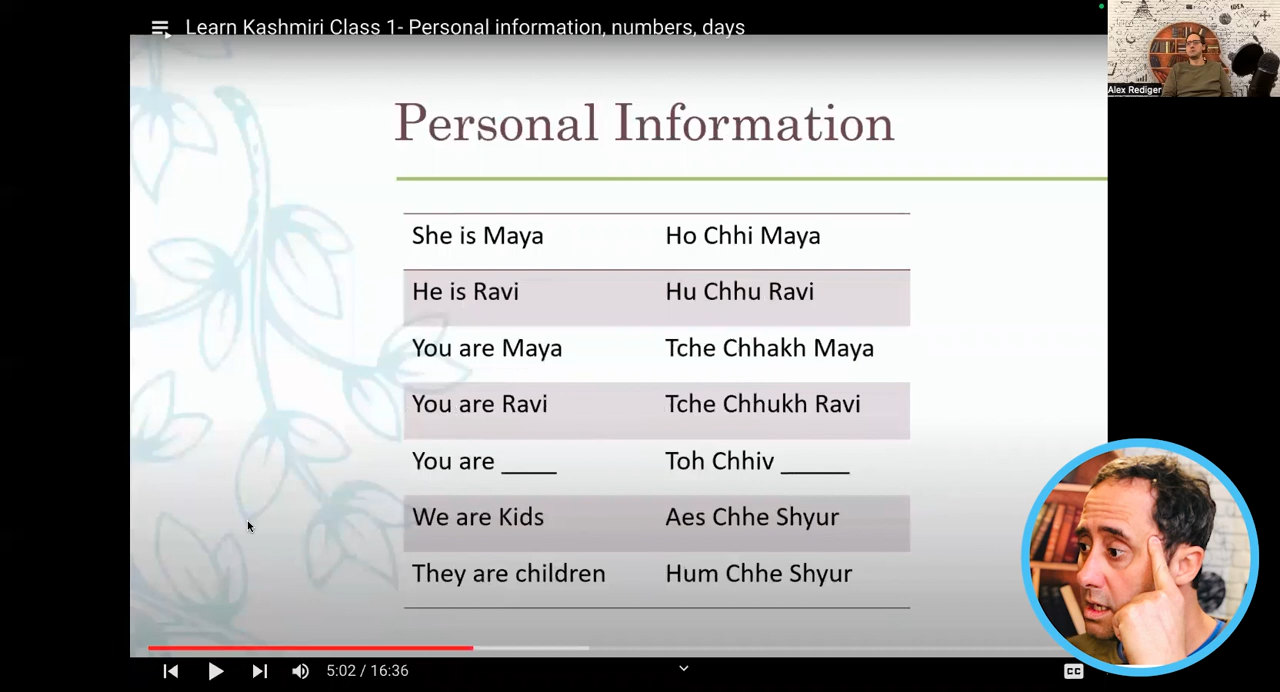 Learn Kashmiri Class 1- Personal information, numbers, days
IDEA
Alex Rediger
Personal Information
She is Maya Ho Chhi Maya
He is Ravi Hu Chhu Ravi
You are Maya Tche Chhakh Maya
You are Ravi Tche Chhukh Ravi
You are ____ Toh Chhiv _____
We are Kids Aes Chhe Shyur
They are children Hum Chhe Shyur
5:02 / 16:36
CC